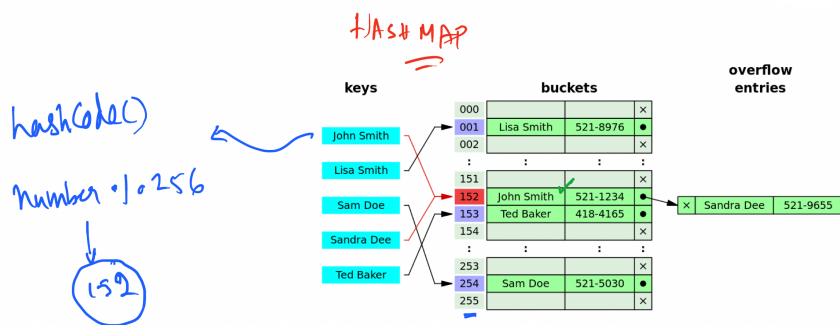 HASHMAP
keys
buckets
overflow
entries
hashCode()
number % 256
152
John Smith
Lisa Smith
Sam Doe
Sandra Dee
Ted Baker
000 ×
001 Lisa Smith 521-8976
002 ×
: : : :
151 ×
152 John Smith 521-1234
153 Ted Baker 418-4165
154 ×
: : : :
253 ×
254 Sam Doe 521-5030
255 ×
× Sandra Dee 521-9655